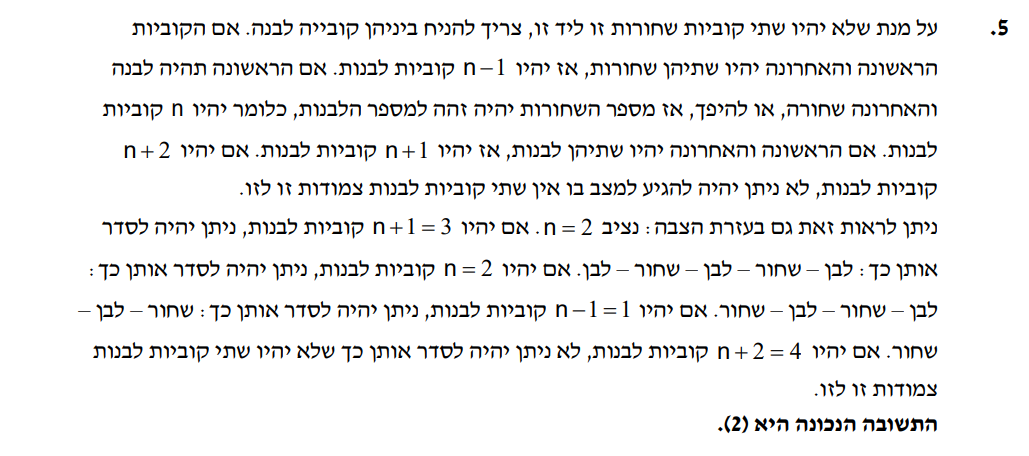 5. על מנת שלא יהיו שתי קוביות שחורות זו ליד זו, צריך להניח ביניהן קובייה לבנה. אם הקוביות
הראשונה והאחרונה יהיו שתיהן שחורות, אז יהיו n−1 קוביות לבנות. אם הראשונה תהיה לבנה
והאחרונה שחורה, או להיפך, אז מספר השחורות יהיה זהה למספר הלבנות, כלומר יהיו n קוביות
לבנות. אם הראשונה והאחרונה יהיו שתיהן לבנות, אז יהיו n+1 קוביות לבנות. אם יהיו n+2
קוביות לבנות, לא ניתן יהיה להגיע למצב בו אין שתי קוביות לבנות צמודות זו לזו.
ניתן לראות זאת גם בעזרת הצבה: נציב n=2. אם יהיו n+1=3 קוביות לבנות, ניתן יהיה לסדר
אותן כך: לבן – שחור – לבן – שחור – לבן. אם יהיו n=2 קוביות לבנות, ניתן יהיה לסדר אותן כך:
לבן – שחור – לבן – שחור. אם יהיו n−1=1 קוביות לבנות, ניתן יהיה לסדר אותן כך: שחור – לבן –
שחור. אם יהיו n+2=4 קוביות לבנות, לא ניתן יהיה לסדר אותן כך שלא יהיו שתי קוביות לבנות
צמודות זו לזו.
התשובה הנכונה היא (2).